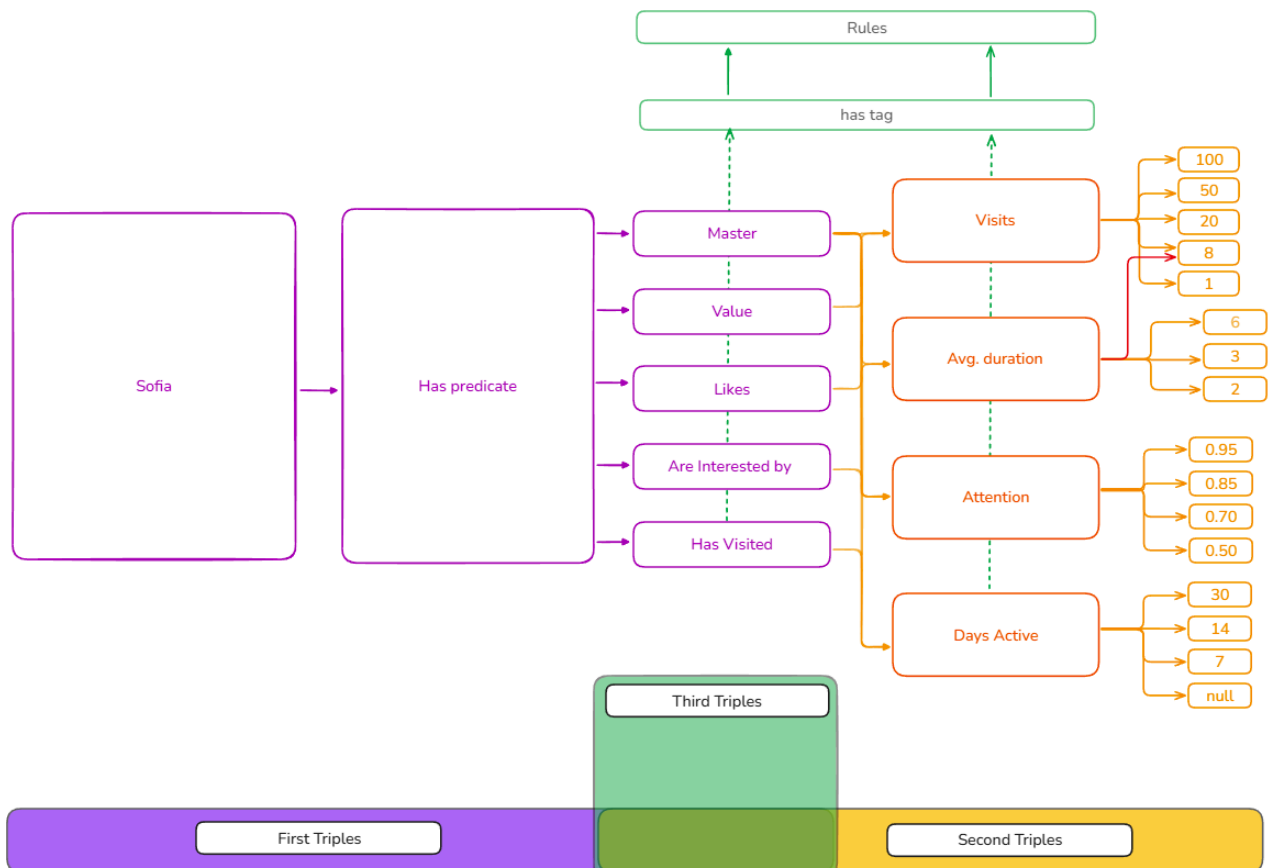 Rules
has tag
Sofia
Has predicate
Master
Value
Likes
Are Interested by
Has Visited
Visits
Avg. duration
Attention
Days Active
100
50
20
8
1
6
3
2
0.95
0.85
0.70
0.50
30
14
7
null
Third Triples
First Triples
Second Triples